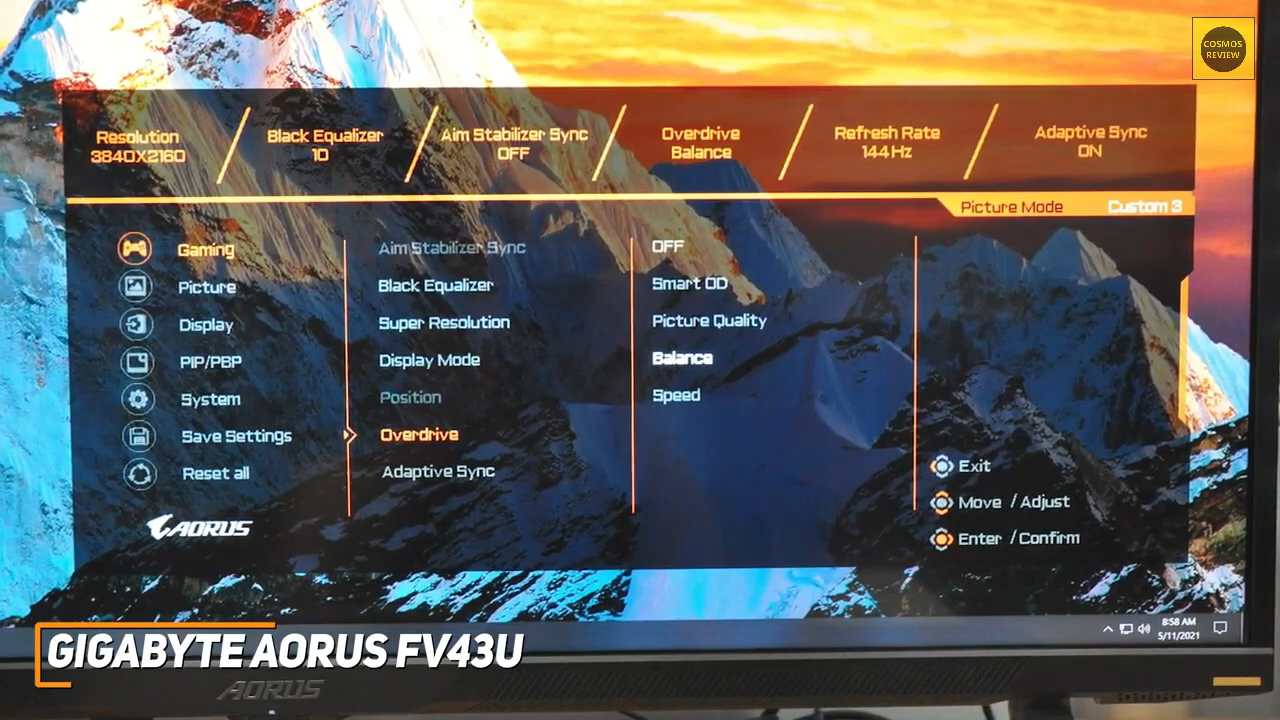 COSMOS
REVIEW
Resolution
3840X2160
Black Equalizer
10
Aim Stabilizer Sync
OFF
Overdrive
Balance
Refresh Rate
144Hz
Adaptive Sync
ON
Picture Mode Custom 3
Gaming
Picture
Display
PIP/PBP
System
Save Settings
Reset all
AORUS
Aim Stabilizer Sync
Black Equalizer
Super Resolution
Display Mode
Position
Overdrive
Adaptive Sync
OFF
Smart OD
Picture Quality
Balance
Speed
Exit
Move / Adjust
Enter / Confirm
8:58 AM
5/11/2021
GIGABYTE AORUS FV43U
AORUS